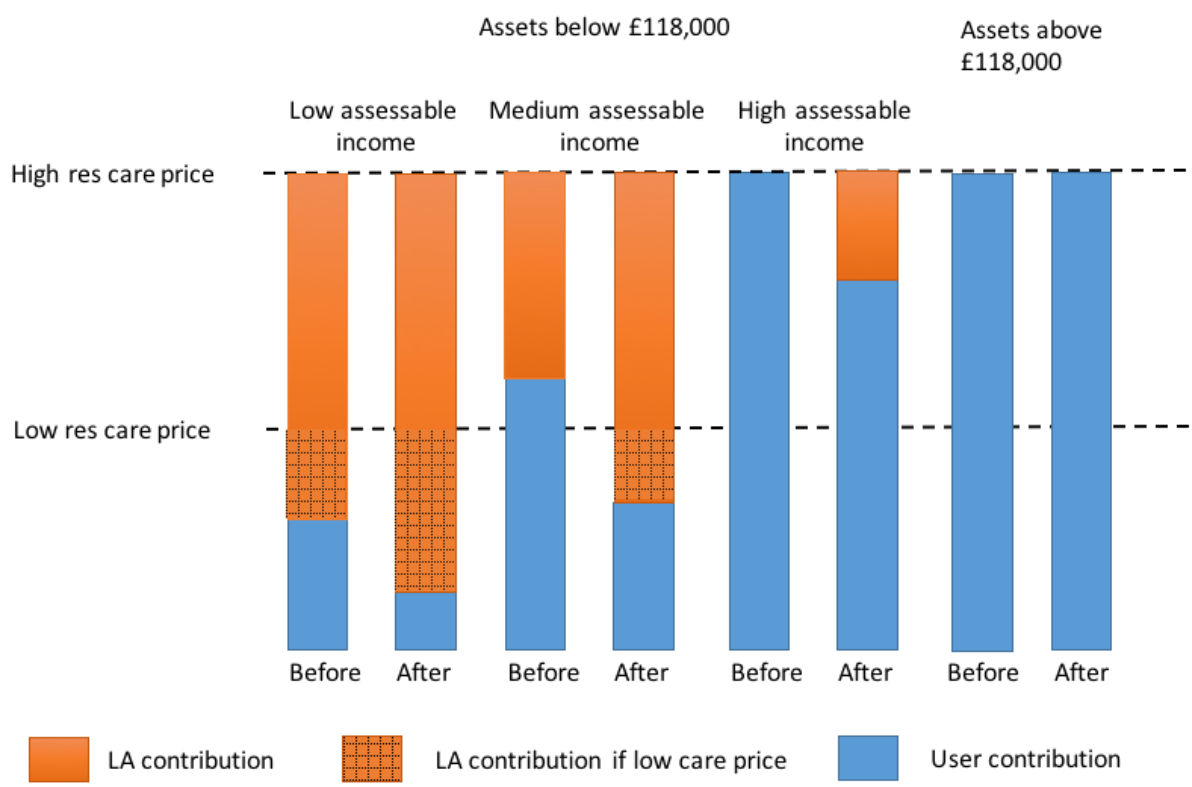 Assets below £118,000
Assets above
£118,000
Low assessable
income
Medium assessable
income
High assessable
income
High res care price
Low res care price
Before
After
Before
After
Before
After
Before
After
LA contribution
LA contribution if low care price
User contribution